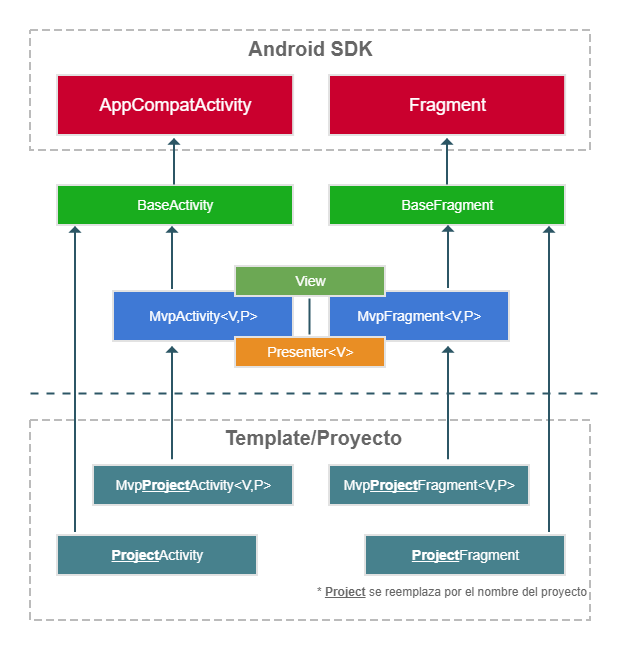 Android SDK
AppCompatActivity
Fragment
BaseActivity
BaseFragment
View
MvpActivity<V,P>
MvpFragment<V,P>
Presenter<V>
Template/Proyecto
MvpProjectActivity<V,P>
MvpProjectFragment<V,P>
ProjectActivity
ProjectFragment
* Project se reemplaza por el nombre del proyecto